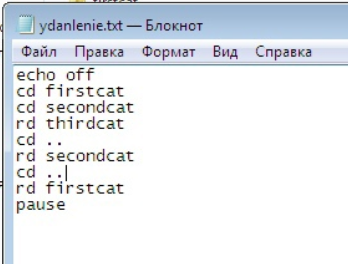 ydanlenie.txt — Блокнот
Файл Правка Формат Вид Справка
echo off
cd firstcat
cd secondcat
rd thirdcat
cd ..
rd secondcat
cd ..
rd firstcat
pause